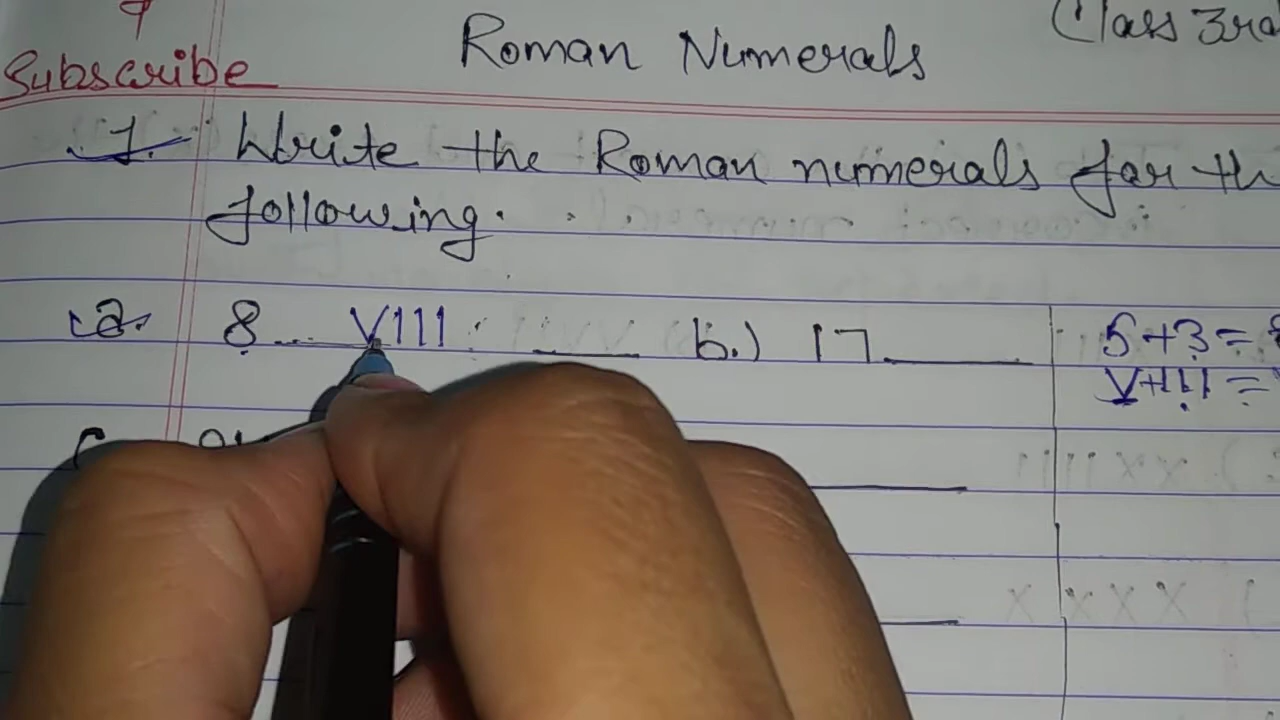 Subscribe
Roman Numerals
Class 3rd
1. Write the Roman numerals for the
following.
a. 8 VIII b.) 17
5+3=8
V+III=
c